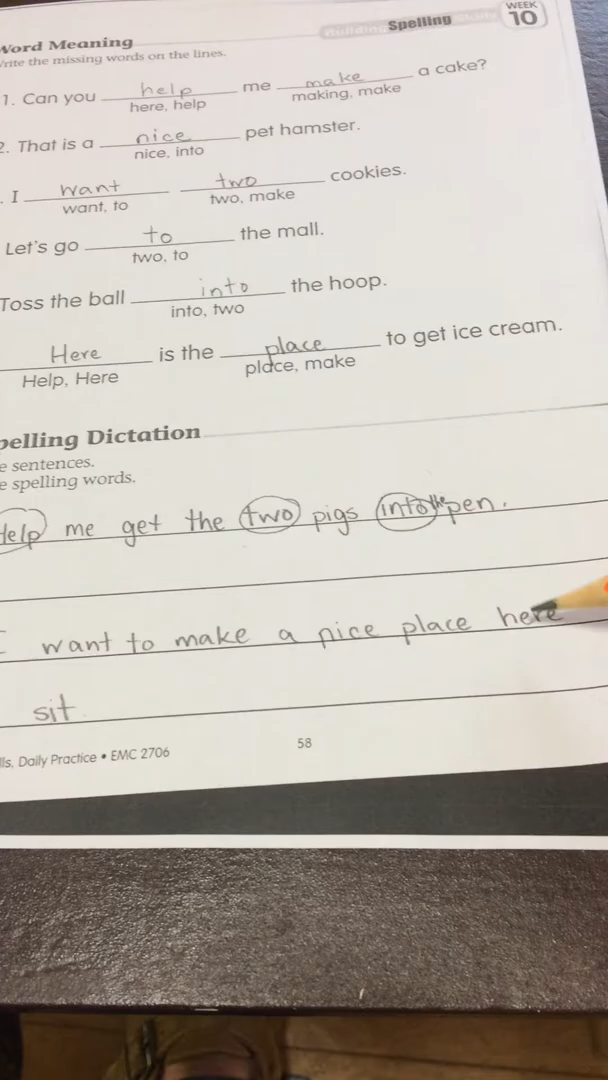 Building Spelling Skills WEEK
10
Word Meaning
Write the missing words on the lines.
1. Can you help me make a cake?
here, help making, make
2. That is a nice pet hamster.
nice, into
. I want two cookies.
want, to two, make
Let's go to the mall.
two, to
Toss the ball into the hoop.
into, two
Here is the place to get ice cream.
Help, Here place, make
pelling Dictation
e sentences.
e spelling words.
Help me get the two pigs into the pen.
I want to make a nice place here
sit.
lls, Daily Practice • EMC 2706 58